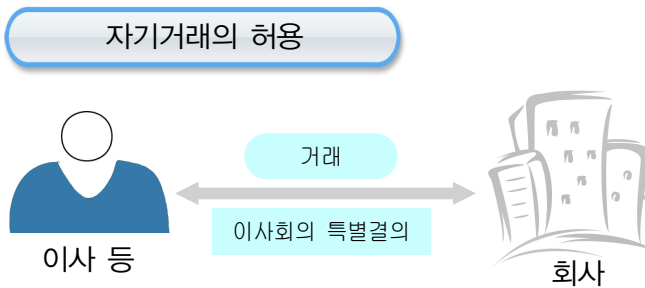 자기거래의 허용
거래
이사회의 특별결의
이사 등
회사